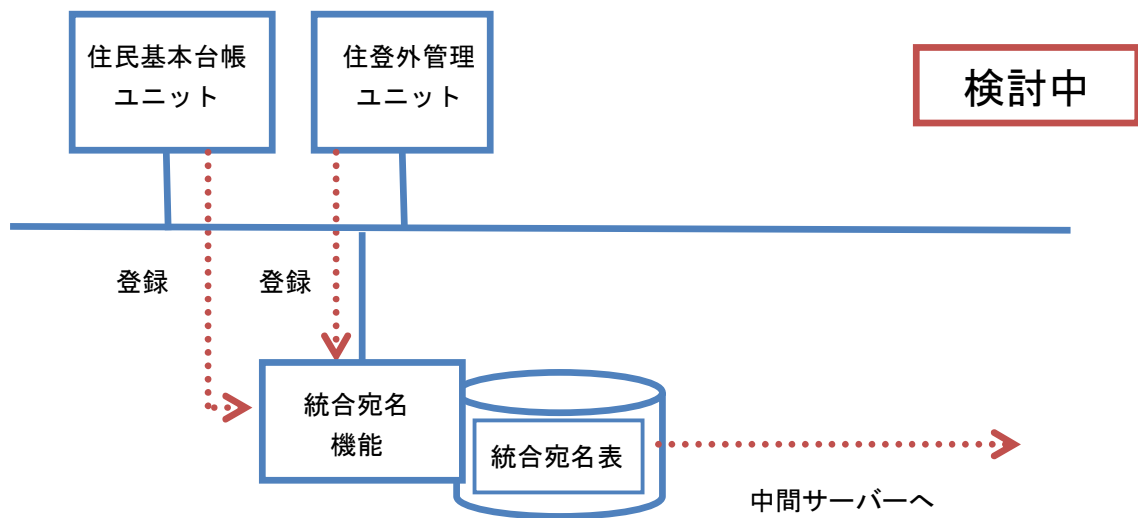 住民基本台帳
ユニット
住登外管理
ユニット
検討中
登録
登録
統合宛名
機能
統合宛名表
中間サーバーへ